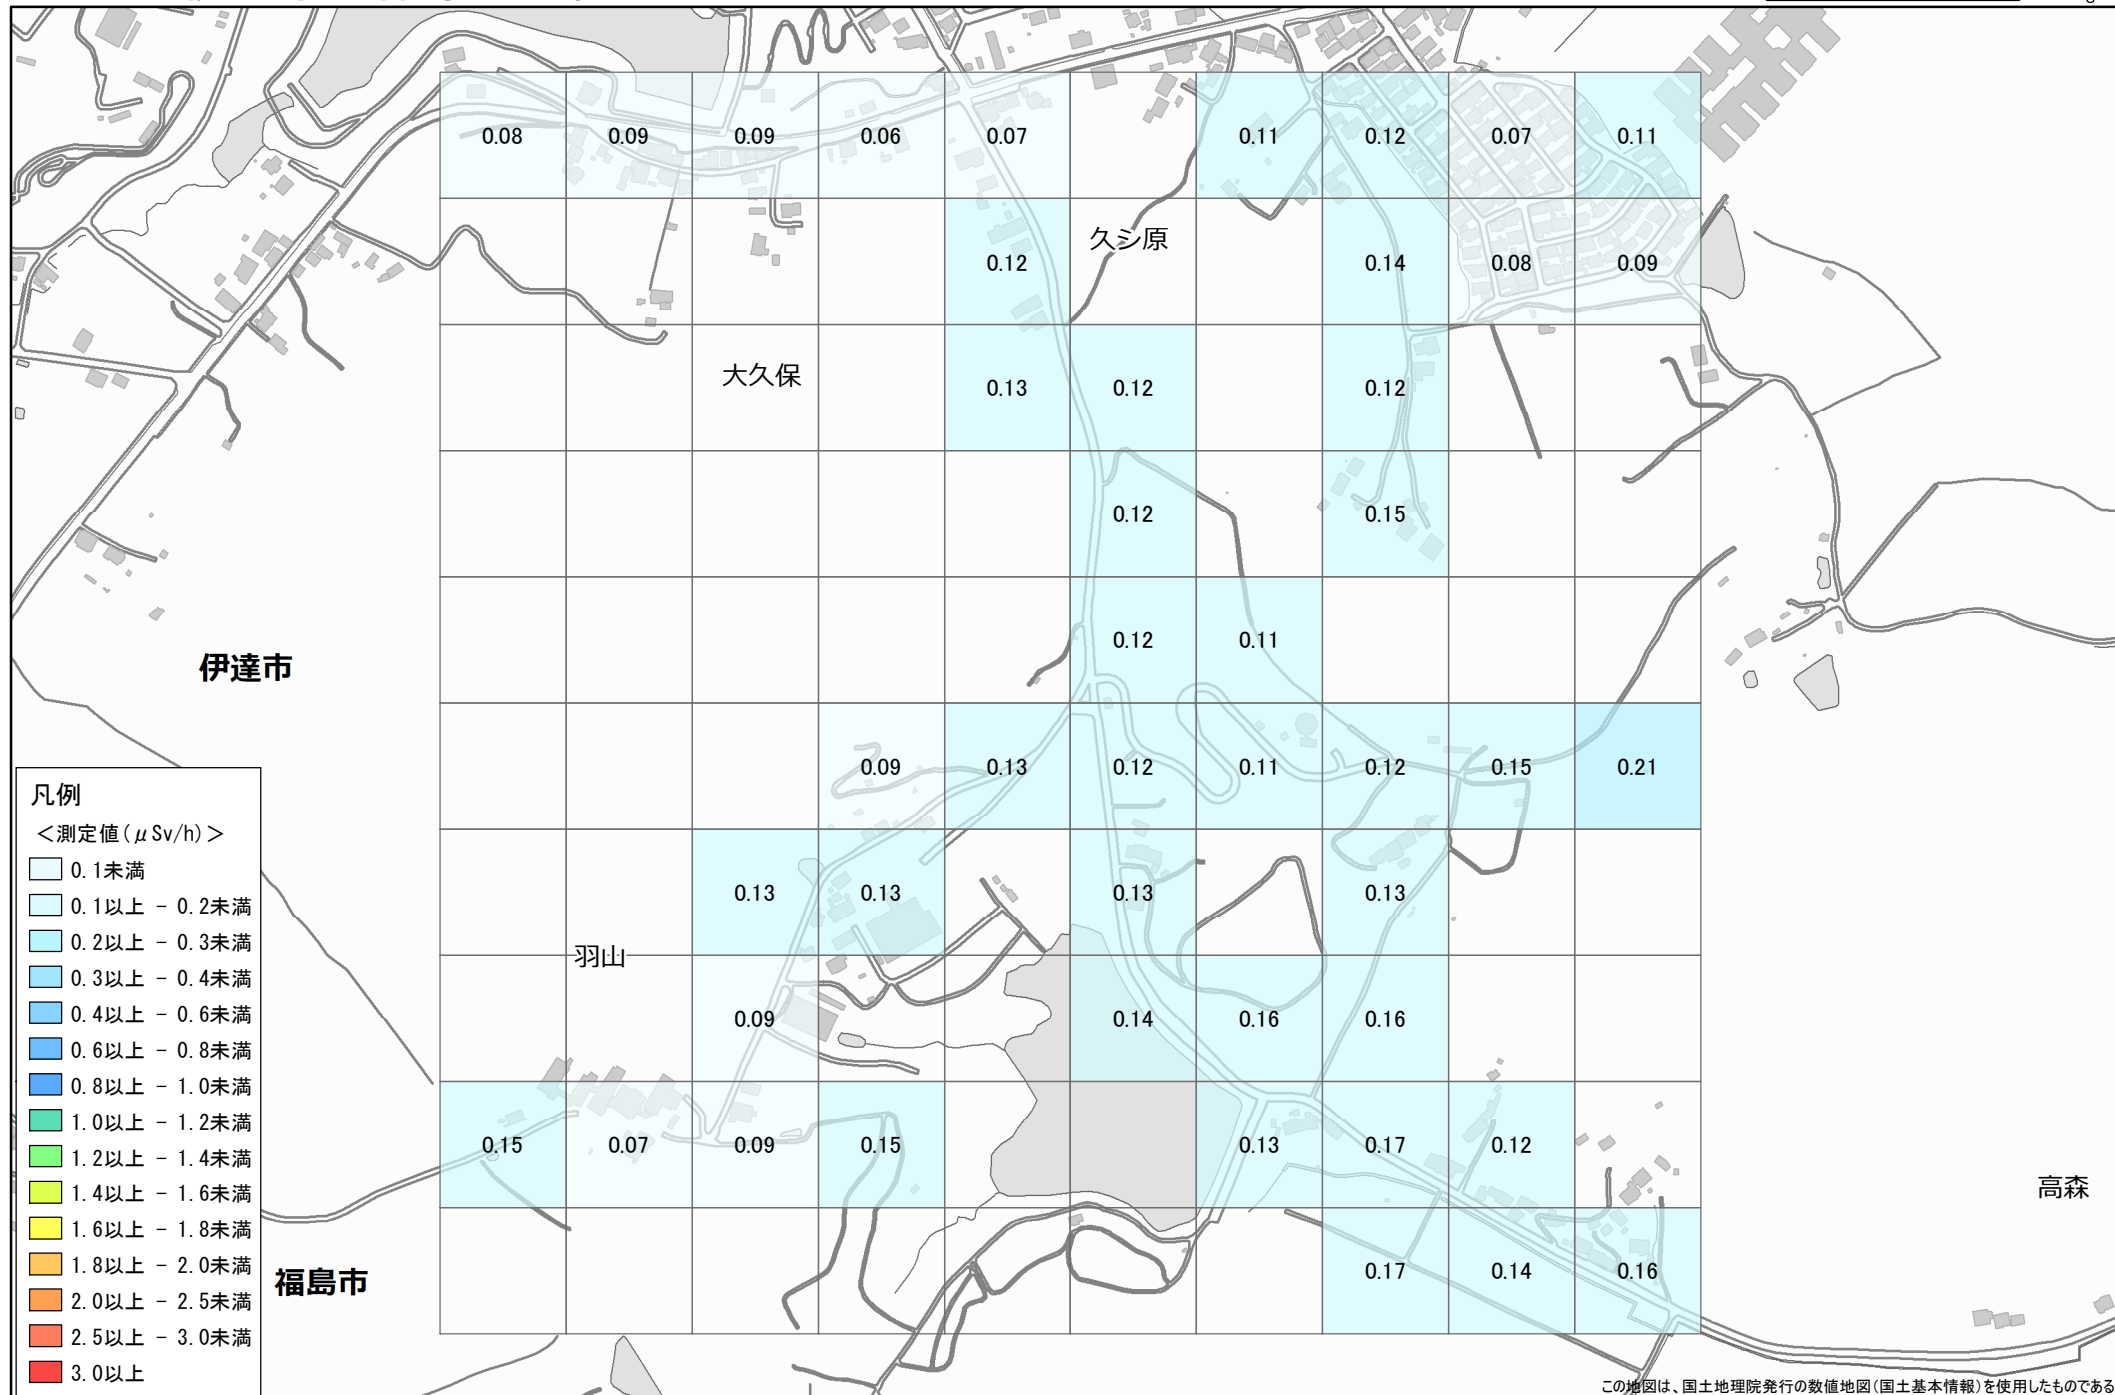 0.08 0.09 0.09 0.06 0.07 0.11 0.12 0.07 0.11
久シ原
0.12 0.14 0.08 0.09
大久保
0.13 0.12 0.12
0.12 0.15
0.12 0.11
伊達市
0.09 0.13 0.12 0.11 0.12 0.15 0.21
0.13 0.13 0.13 0.13
羽山
0.09 0.14 0.16 0.16
0.15 0.07 0.09 0.15 0.13 0.17 0.12
高森
福島市
0.17 0.14 0.16
凡例
＜測定値(μSv/h)＞
0.1未満
0.1以上 － 0.2未満
0.2以上 － 0.3未満
0.3以上 － 0.4未満
0.4以上 － 0.6未満
0.6以上 － 0.8未満
0.8以上 － 1.0未満
1.0以上 － 1.2未満
1.2以上 － 1.4未満
1.4以上 － 1.6未満
1.6以上 － 1.8未満
1.8以上 － 2.0未満
2.0以上 － 2.5未満
2.5以上 － 3.0未満
3.0以上
この地図は、国土地理院発行の数値地図(国土基本情報)を使用したものである